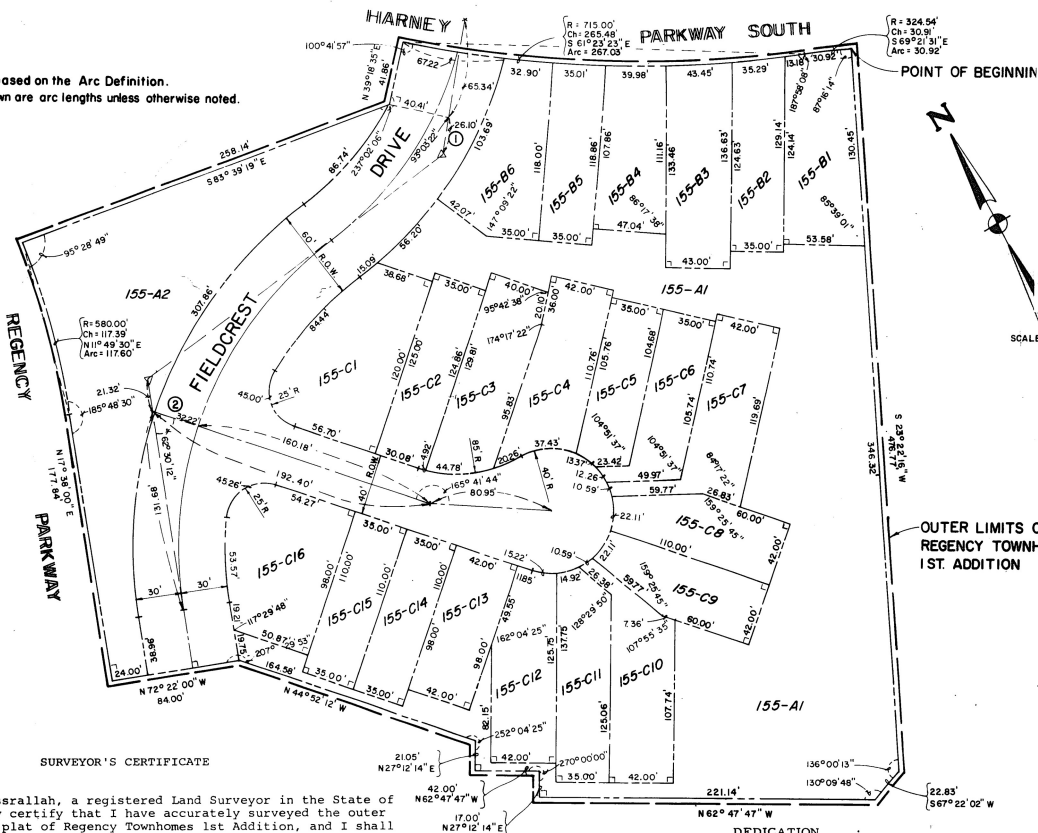 HARNEY PARKWAY SOUTH
R = 715.00'
Ch = 265.48'
S 61° 23' 23" E
Arc = 267.03'
R = 324.54'
Ch = 30.91'
S 69° 21' 31" E
Arc = 30.92'
POINT OF BEGINNIN
ased on the Arc Definition.
wn are arc lengths unless otherwise noted.
100° 41' 57"
N 39° 18' 35" E
41.86'
67.22'
65.34'
32.90'
35.01'
39.98'
43.45'
35.29'
13.18'
30.92'
187° 58' 08"
87° 16' 14"
40.41'
26.10'
①
93° 03' 22"
237° 02' 06"
103.69'
258.14'
S 83° 39' 19" E
86.74'
DRIVE
118.00'
118.86'
107.86'
111.16'
133.46'
136.63'
124.63'
129.14'
124.14'
130.45'
155-B6
155-B5
155-B4
155-B3
155-B2
155-B1
147° 09' 22"
86° 17' 38"
85° 39' 01"
42.07'
35.00'
35.00'
47.04'
43.00'
35.00'
53.58'
N
SCALE
95° 28' 49"
60'
R.O.W.
56.20'
15.09'
155-A2
155-A1
307.86'
84.44'
38.68'
35.00'
40.00'
95° 42' 38"
20.10'
36.00'
42.00'
35.00'
35.00'
42.00'
174° 17' 22"
REGENCY
PARKWAY
R = 580.00'
Ch = 117.39'
N 11° 49' 30" E
Arc = 117.60'
FIELDCREST
155-C1
120.00'
125.00'
155-C2
124.86'
129.81'
155-C3
95.83'
155-C4
110.76'
105.76'
155-C5
104.68'
155-C6
105.74'
110.74'
155-C7
119.69'
45.00'
25' R
21.32'
185° 48' 30"
②
32.22'
62° 30' 12"
160.18'
56.70'
30.08'
4.92'
44.78'
85' R
20.26'
37.43'
40' R
13.37'
23.42'
104° 51' 37"
104° 51' 37"
84° 17' 22"
12.26'
10.59'
49.97'
59.77'
26.83'
60.00'
159° 25' 45"
S 23° 22' 16" W
476.77'
346.32'
N 17° 38' 00" E
177.84'
131.68'
192.40'
R.O.W.
40'
165° 41' 44"
80.95'
45.26'
25' R
54.27'
35.00'
35.00'
42.00'
15.22'
11.85'
14.92'
10.59'
22.11'
22.11'
155-C8
42.00'
110.00'
155-C9
42.00'
OUTER LIMITS O
REGENCY TOWNH
1ST. ADDITION
53.57'
155-C16
98.00'
110.00'
155-C15
110.00'
155-C14
98.00'
155-C13
98.00'
49.55'
26.38'
59.77'
159° 25' 45"
60.00'
7.36'
107° 55' 35"
128° 29' 50"
30'
30'
19.21'
117° 29' 48"
19.75'
50.87'
162° 04' 25"
125.75'
137.75'
155-C12
155-C11
155-C10
125.06'
107.74'
38.66'
24.00'
N 72° 22' 00" W
84.00'
164.58'
N 44° 52' 12" W
35.00'
35.00'
42.00'
82.15'
252° 04' 25"
21.05'
N 27° 12' 14" E
42.00'
270° 00' 00"
35.00'
42.00'
155-A1
136° 00' 13"
130° 09' 48"
22.83'
S 67° 22' 02" W
42.00'
N 62° 47' 47" W
17.00'
N 27° 12' 14" E
221.14'
N 62° 47' 47" W
SURVEYOR'S CERTIFICATE
ssrallah, a registered Land Surveyor in the State of
y certify that I have accurately surveyed the outer
plat of Regency Townhomes 1st Addition, and I shall
DEDICATION